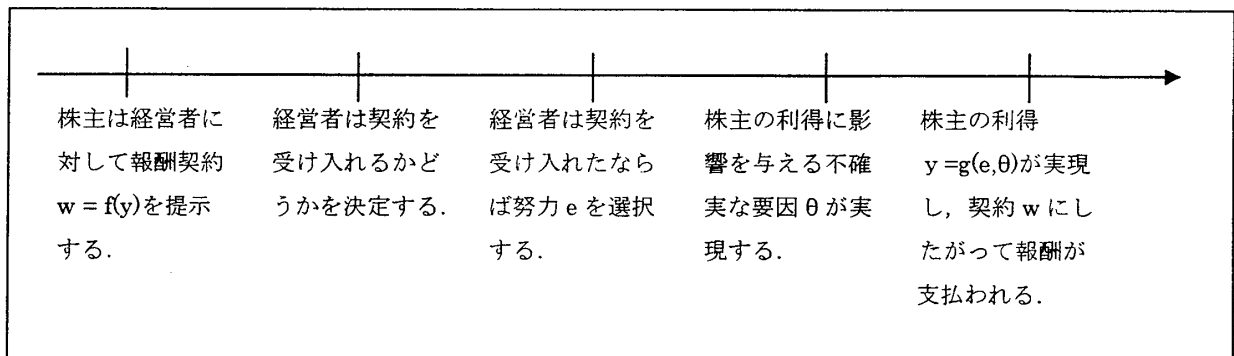 株主は経営者に
対して報酬契約
w = f(y)を提示
する.
経営者は契約を
受け入れるかど
うかを決定する.
経営者は契約を
受け入れたなら
ば努力 e を選択
する.
株主の利得に影
響を与える不確
実な要因 θ が実
現する.
株主の利得
y =g(e,θ)が実現
し,契約 w にし
たがって報酬が
支払われる.